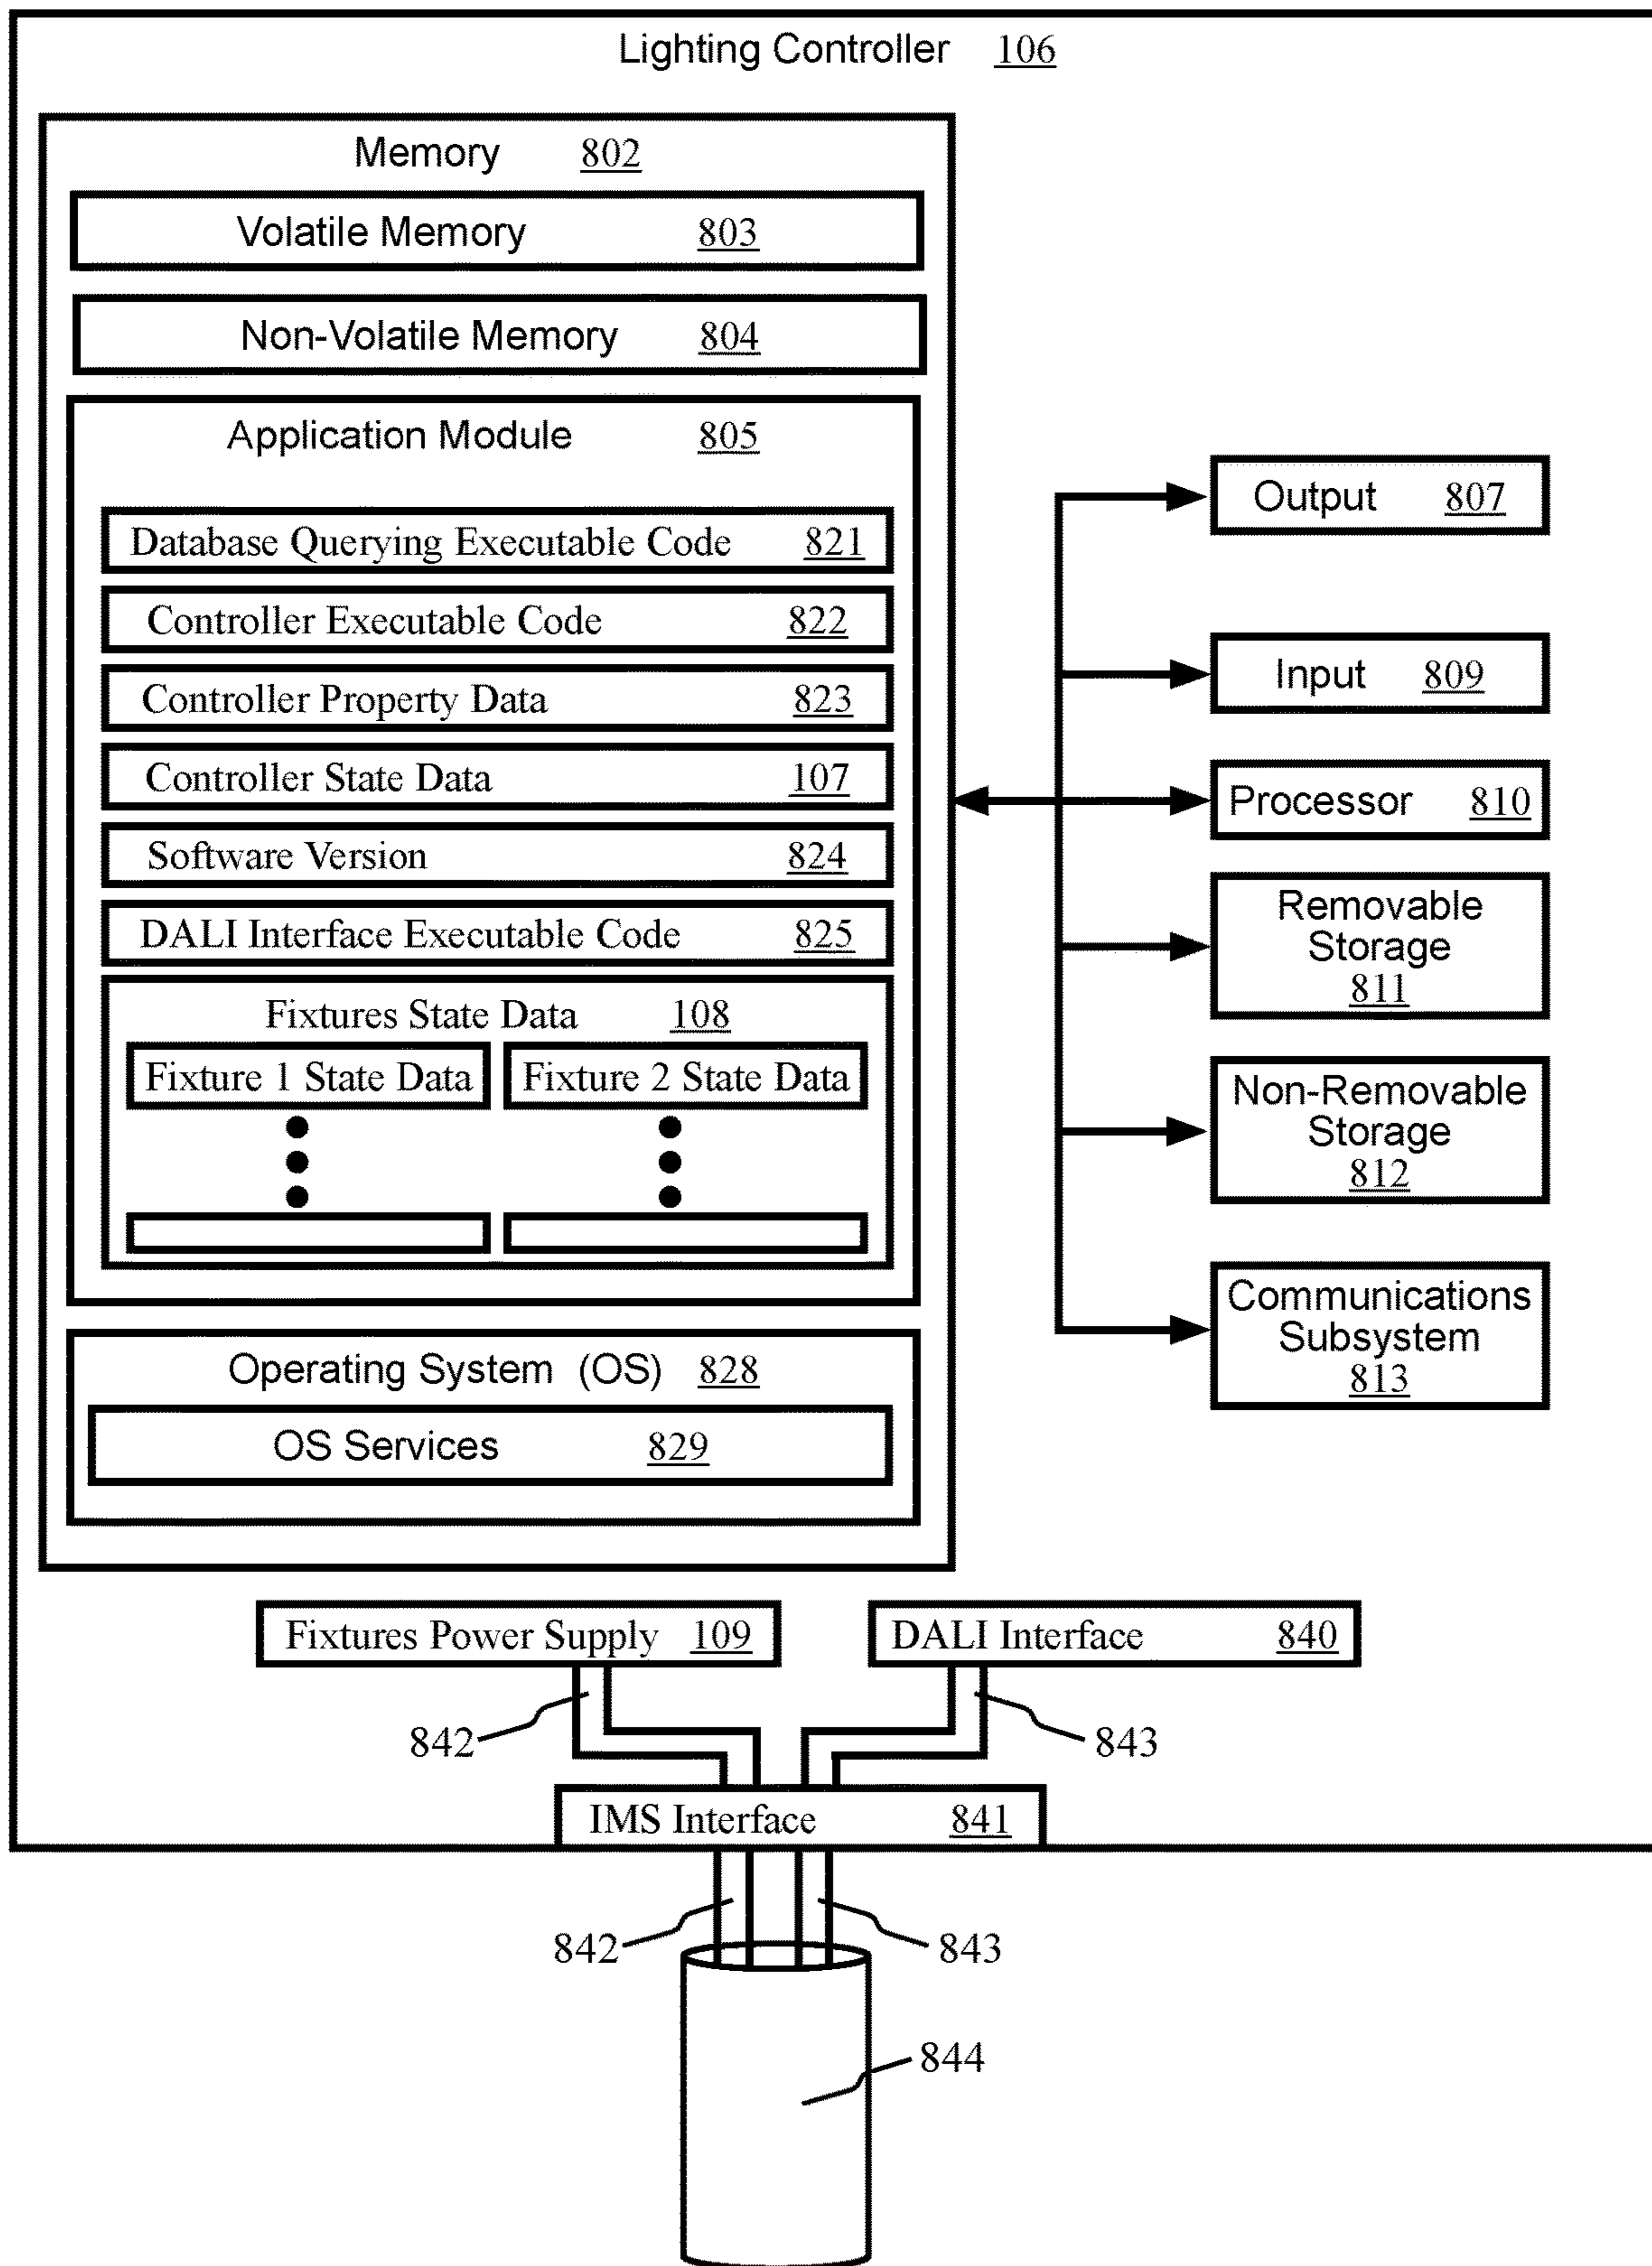 Lighting Controller 106
Memory 802
Volatile Memory 803
Non-Volatile Memory 804
Application Module 805
Database Querying Executable Code 821
Controller Executable Code 822
Controller Property Data 823
Controller State Data 107
Software Version 824
DALI Interface Executable Code 825
Fixtures State Data 108
Fixture 1 State Data
Fixture 2 State Data
Operating System (OS) 828
OS Services 829
Output 807
Input 809
Processor 810
Removable
Storage
811
Non-Removable
Storage
812
Communications
Subsystem
813
Fixtures Power Supply 109
DALI Interface 840
842
843
IMS Interface 841
842
843
844